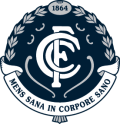 1864
CFC
MENS SANA IN CORPORE SANO